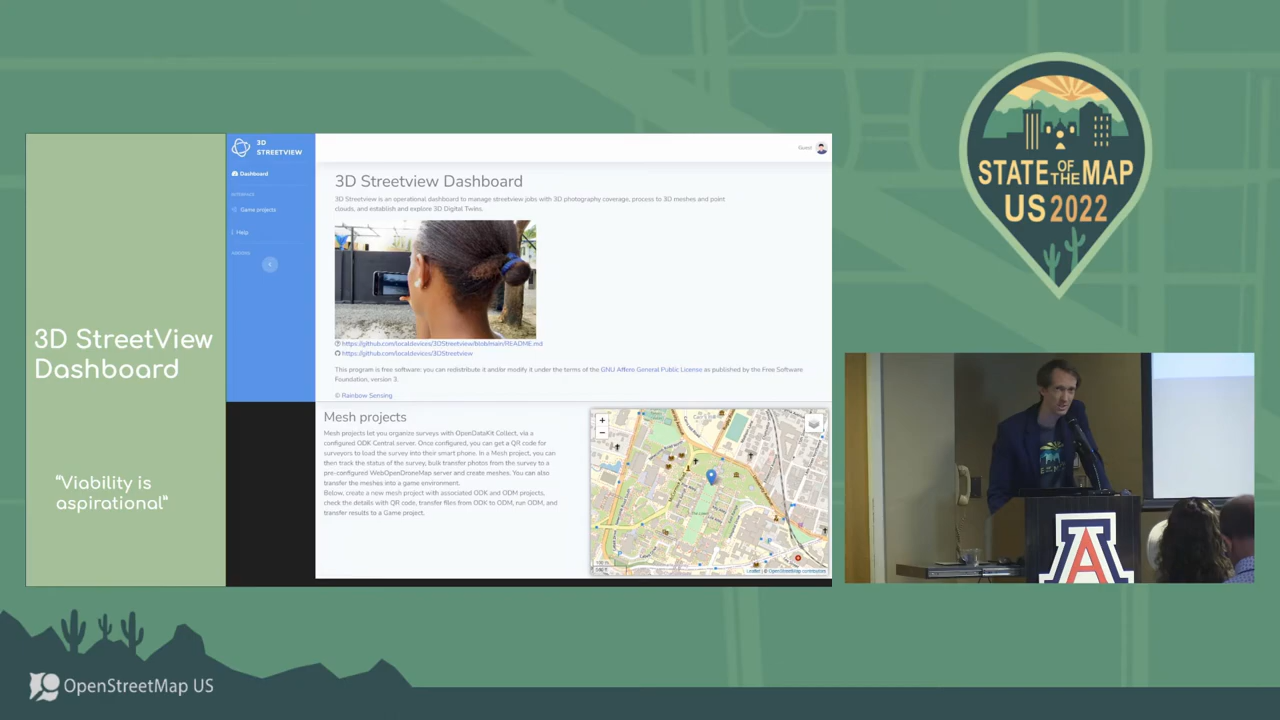 3D StreetView
Dashboard
"Viability is
aspirational"
3D
STREETVIEW
Dashboard
INTERFACE
Game projects
Help
Guest
3D Streetview Dashboard
3D Streetview is an operational dashboard to manage streetview jobs with 3D photography coverage, process to 3D meshes and point
clouds, and establish and explore 3D Digital Twins.
https://github.com/localdevices/3DStreetview/blob/main/README.md
https://github.com/localdevices/3DStreetview
This program is free software: you can redistribute it and/or modify it under the terms of the GNU Affero General Public License as published by the Free Software
Foundation, version 3.
© Rainbow Sensing
Mesh projects
Mesh projects let you organize surveys with OpenDataKit Collect, via a
configured ODK Central server. Once configured, you can get a QR code for
surveyors to load the survey into their smart phone. In a Mesh project, you can
then track the status of the survey, bulk transfer photos from the survey to a
pre-configured WebOpenDroneMap server and create meshes. You can also
transfer the meshes into a game environment.
Below, create a new mesh project with associated ODK and ODM projects,
check the details with QR code, transfer files from ODK to ODM, run ODM, and
transfer results to a Game project.
+
−
Leaflet | © OpenStreetMap contributors
STATE OF THE MAP
US 2022
A
OpenStreetMap US